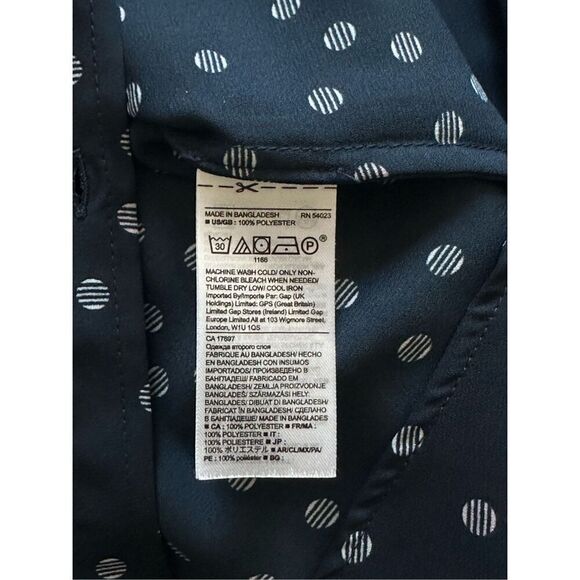 MADE IN BANGLADESH RN 54023
■ US/GB : 100% POLYESTER
30 P ®
1166
MACHINE WASH COLD/ ONLY NON-
CHLORINE BLEACH WHEN NEEDED/
TUMBLE DRY LOW/ COOL IRON
Imported By/Importe Par: Gap (UK
Holdings) Limited: GPS (Great Britain)
Limited Gap Stores (Ireland) Limited Gap
Europe Limited All at 103 Wigmore Street,
London, W1U 1QS
CA 17897
Одежда второго слоя
FABRIQUE AU BANGLADESH/ HECHO
EN BANGLADESH CON INSUMOS
IMPORTADOS/ ПРОИЗВЕДЕНО В
БАНГЛАДЕШ/ FABRICADO EM
BANGLADESH/ ZEMLJA PROIZVODNJE
BANGLADEŠ/ SZÁRMAZÁSI HELY:
BANGLADES/ DIBUAT DI BANGLADESH/
FABRICAT ÎN BANGLADESH/ СДЕЛАНО
В БАНГЛАДЕШ/ MADE IN BANGLADESH
■ CA : 100% POLYESTER ■ FR/MA :
100% POLYESTER ■ IT :
100% POLIESTERE ■ JP :
100% ポリエステル ■ AR/CL/MX/PA/
PE : 100% poliéster ■ BG :